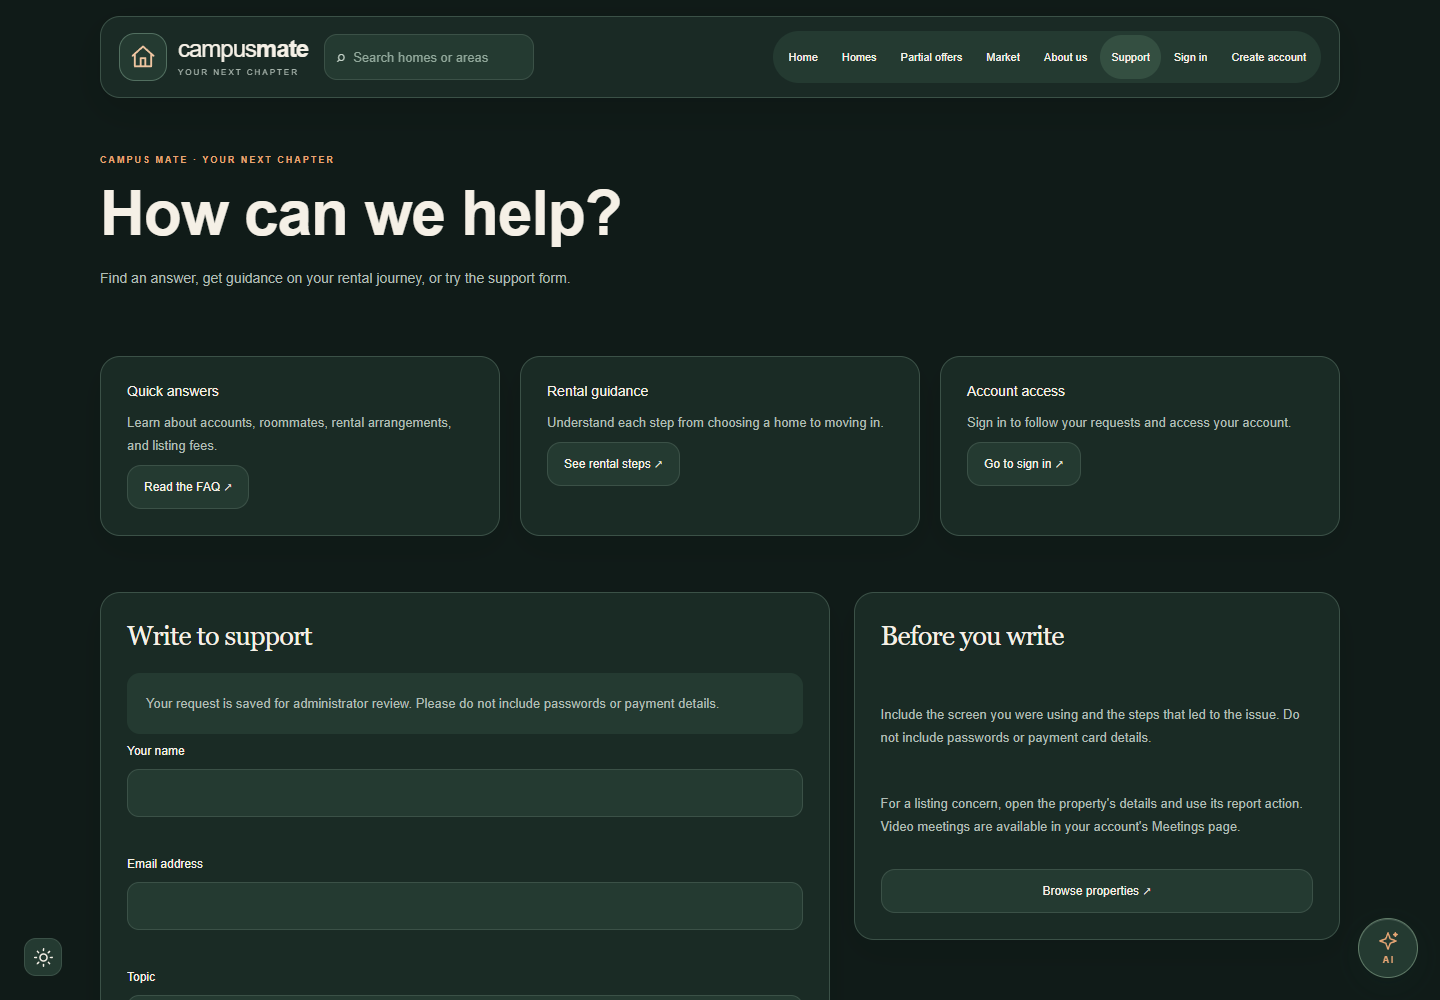 campusmate
YOUR NEXT CHAPTER
Search homes or areas
Home
Homes
Partial offers
Market
About us
Support
Sign in
Create account
CAMPUS MATE · YOUR NEXT CHAPTER
How can we help?
Find an answer, get guidance on your rental journey, or try the support form.
Quick answers
Learn about accounts, roommates, rental arrangements,
and listing fees.
Read the FAQ ↗
Rental guidance
Understand each step from choosing a home to moving in.
See rental steps ↗
Account access
Sign in to follow your requests and access your account.
Go to sign in ↗
Write to support
Your request is saved for administrator review. Please do not include passwords or payment details.
Your name
Email address
Topic
Before you write
Include the screen you were using and the steps that led to the issue. Do
not include passwords or payment card details.
For a listing concern, open the property's details and use its report action.
Video meetings are available in your account's Meetings page.
Browse properties ↗
AI